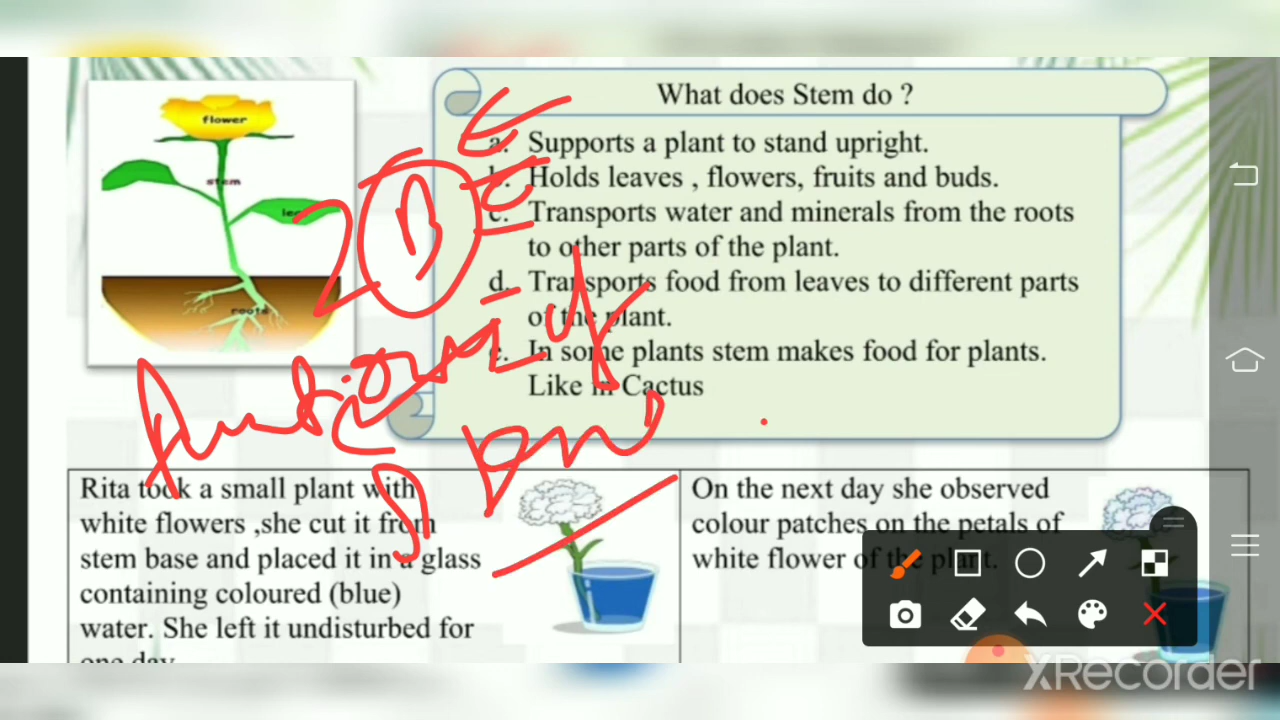 flower
stem
roots
What does Stem do ?
a. Supports a plant to stand upright.
b. Holds leaves , flowers, fruits and buds.
c. Transports water and minerals from the roots
to other parts of the plant.
d. Transports food from leaves to different parts
of the plant.
e. In some plants stem makes food for plants.
Like in Cactus
Rita took a small plant with
white flowers ,she cut it from
stem base and placed it in a glass
containing coloured (blue)
water. She left it undisturbed for
one day
On the next day she observed
colour patches on the petals of
white flower of the plant.
XRecorder